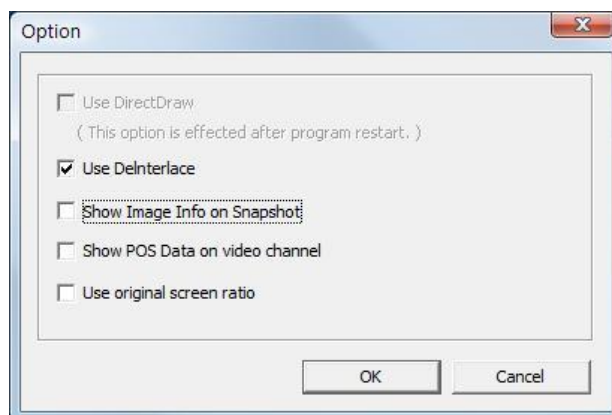 Option
Use DirectDraw
( This option is effected after program restart. )
Use DeInterlace
Show Image Info on Snapshot
Show POS Data on video channel
Use original screen ratio
OK
Cancel